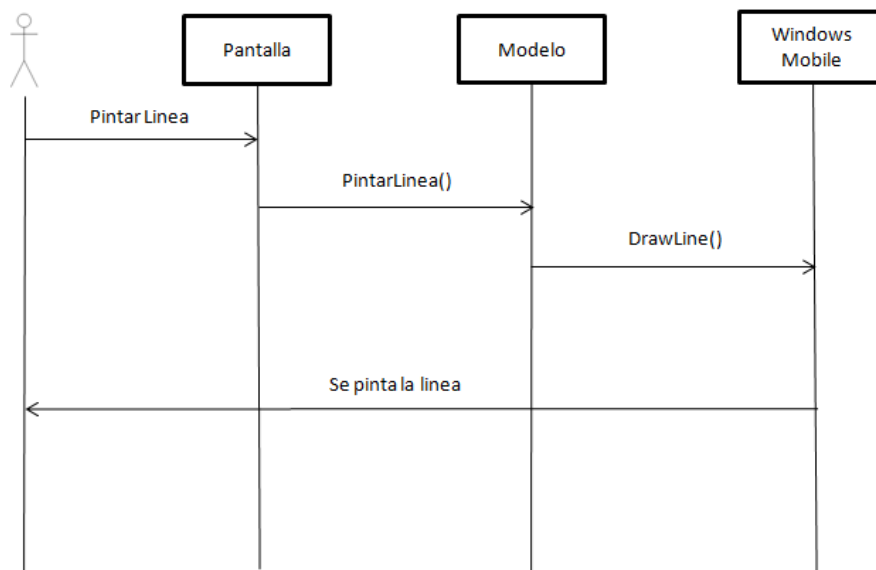 Pantalla
Modelo
Windows
Mobile
Pintar Linea
PintarLinea()
DrawLine()
Se pinta la linea